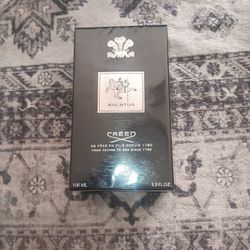 AVENTUS
CREED
DE PÈRE EN FILS DEPUIS 1760
FROM FATHER TO SON SINCE 1760
100 ML 3.3 FL.OZ.